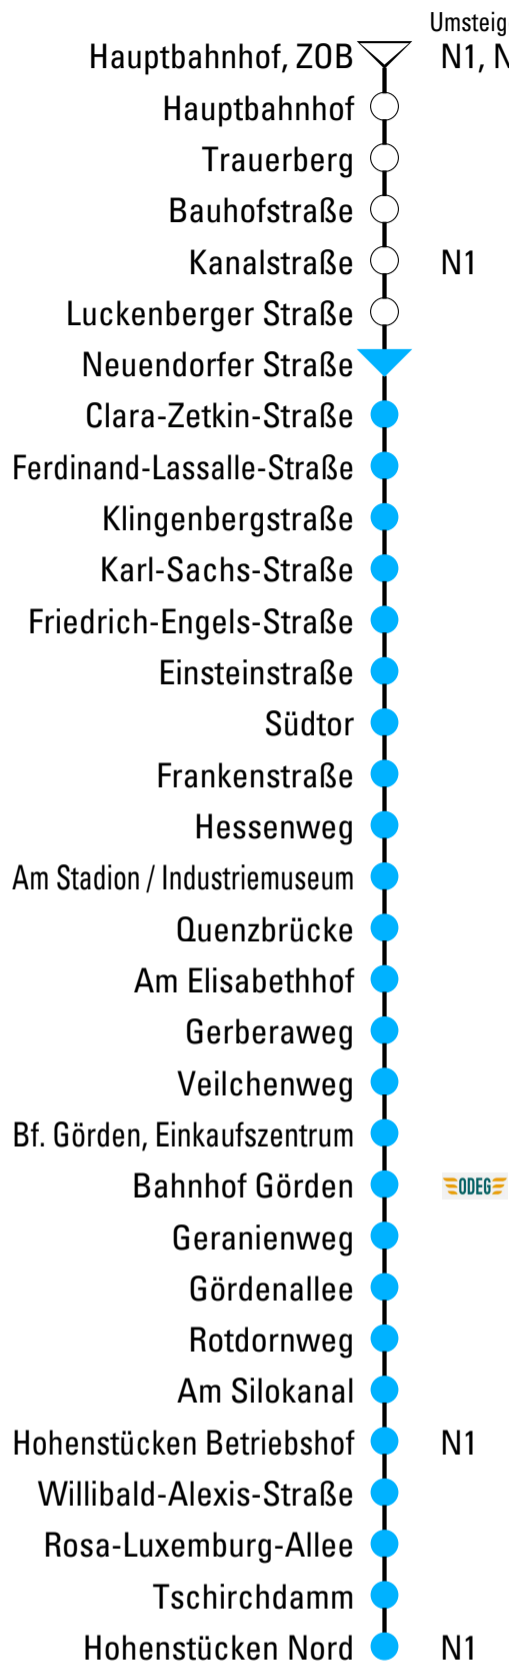 Umsteig
Hauptbahnhof, ZOB N1, N
Hauptbahnhof
Trauerberg
Bauhofstraße
Kanalstraße N1
Luckenberger Straße
Neuendorfer Straße
Clara-Zetkin-Straße
Ferdinand-Lassalle-Straße
Klingenbergstraße
Karl-Sachs-Straße
Friedrich-Engels-Straße
Einsteinstraße
Südtor
Frankenstraße
Hessenweg
Am Stadion / Industriemuseum
Quenzbrücke
Am Elisabethhof
Gerberaweg
Veilchenweg
Bf. Görden, Einkaufszentrum
Bahnhof Görden ODEG
Geranienweg
Gördenallee
Rotdornweg
Am Silokanal
Hohenstücken Betriebshof N1
Willibald-Alexis-Straße
Rosa-Luxemburg-Allee
Tschirchdamm
Hohenstücken Nord N1